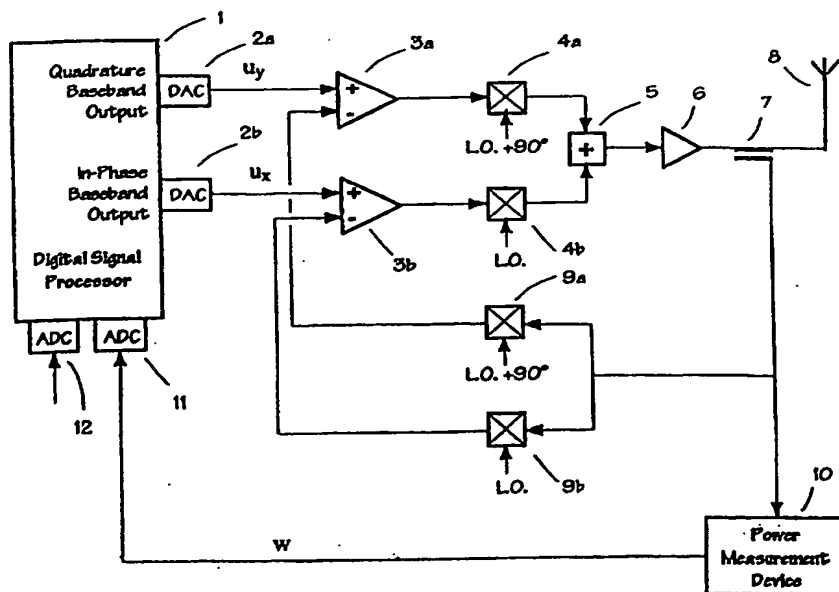 1
2a
Quadrature
Baseband
Output
DAC
uy
3a
+
-
4a
L.O. +90°
5
+
6
7
8
2b
In-Phase
Baseband
Output
DAC
ux
+
-
3b
L.O.
4b
Digital Signal
Processor
ADC
ADC
12
11
9a
L.O. +90°
L.O.
9b
10
W
Power
Measurement
Device